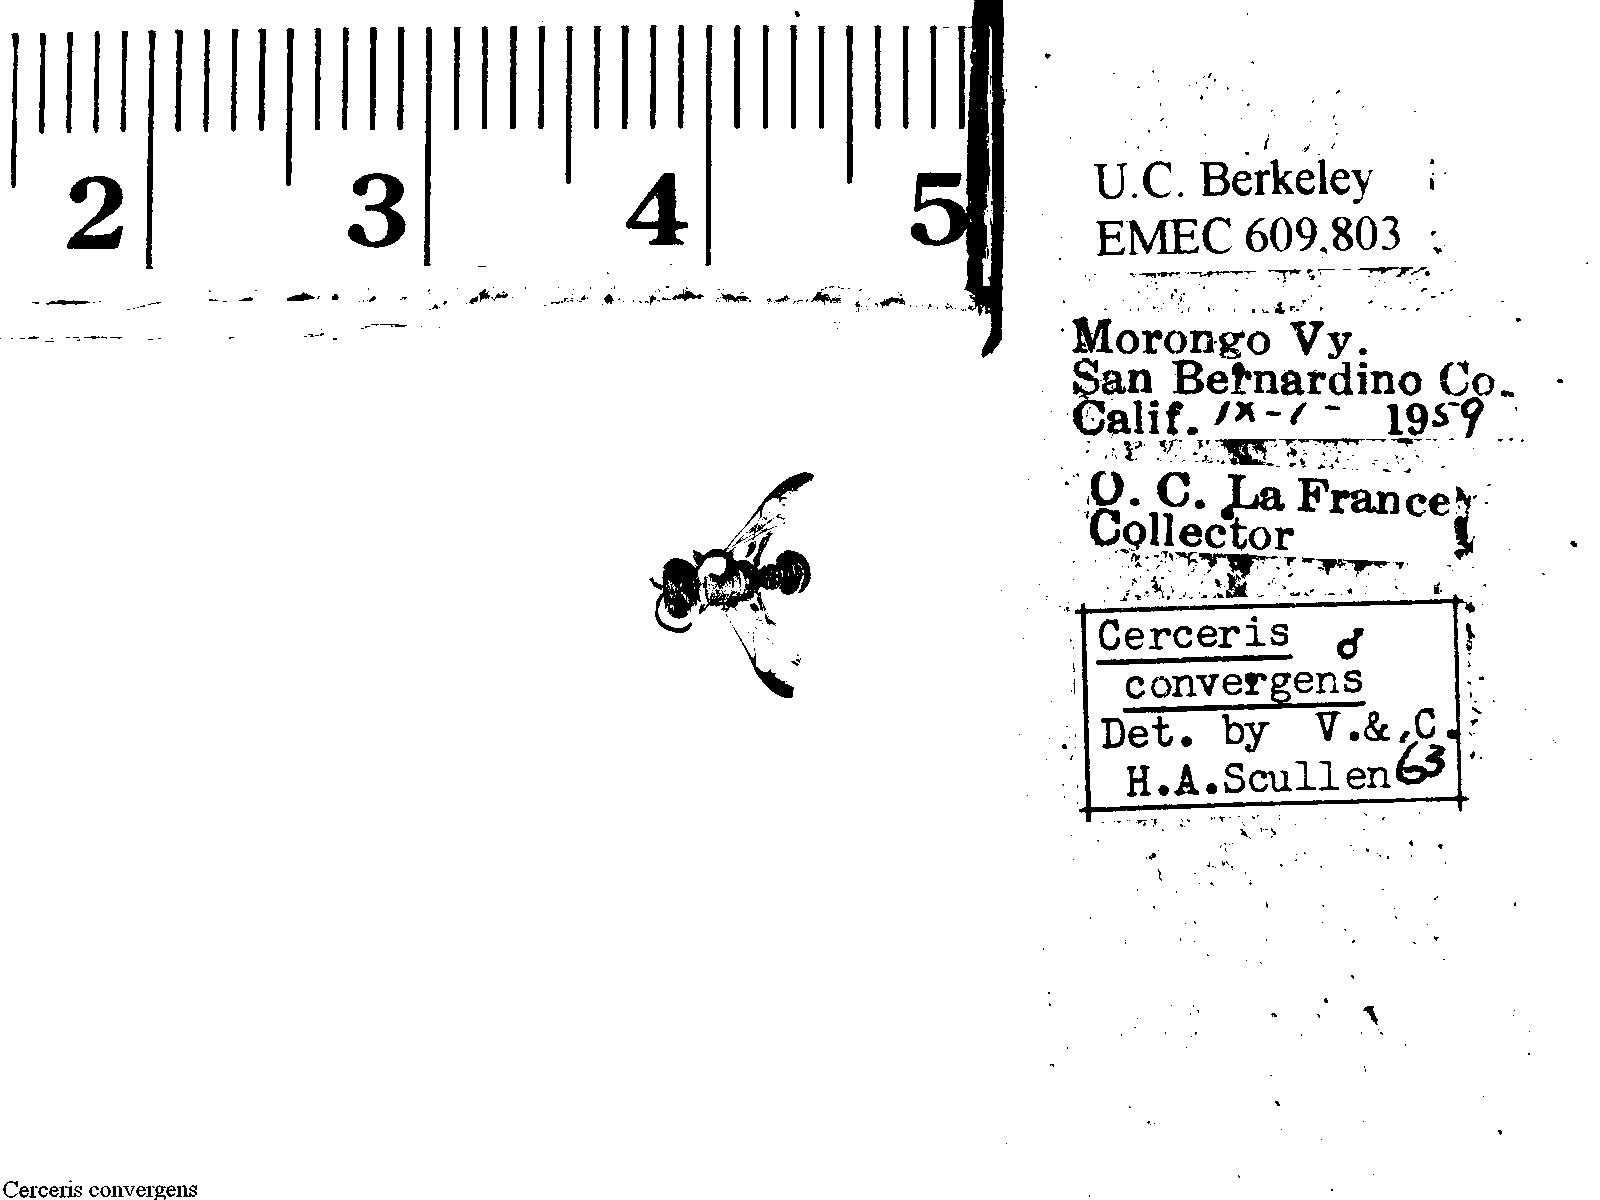 2 3 4 5
U.C. Berkeley
EMEC 609,803
Morongo Vy.
San Bernardino Co.
Calif. IX-1- 1959
O. C. La France
Collector
Cerceris ♂
convergens
Det. by V.& C.
H.A.Scullen 63
Cerceris convergens